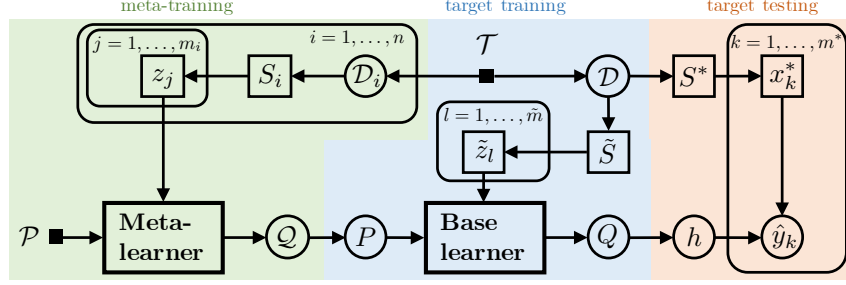 meta-training
target training
target testing
j = 1, . . . , m_i
i = 1, . . . , n
𝒯
k = 1, . . . , m*
z_j
S_i
𝒟_i
𝒟
S*
x*_k
l = 1, . . . , m̃
z̃_l
S̃
𝒫
Meta-
learner
𝒬
P
Base
learner
Q
h
ŷ_k